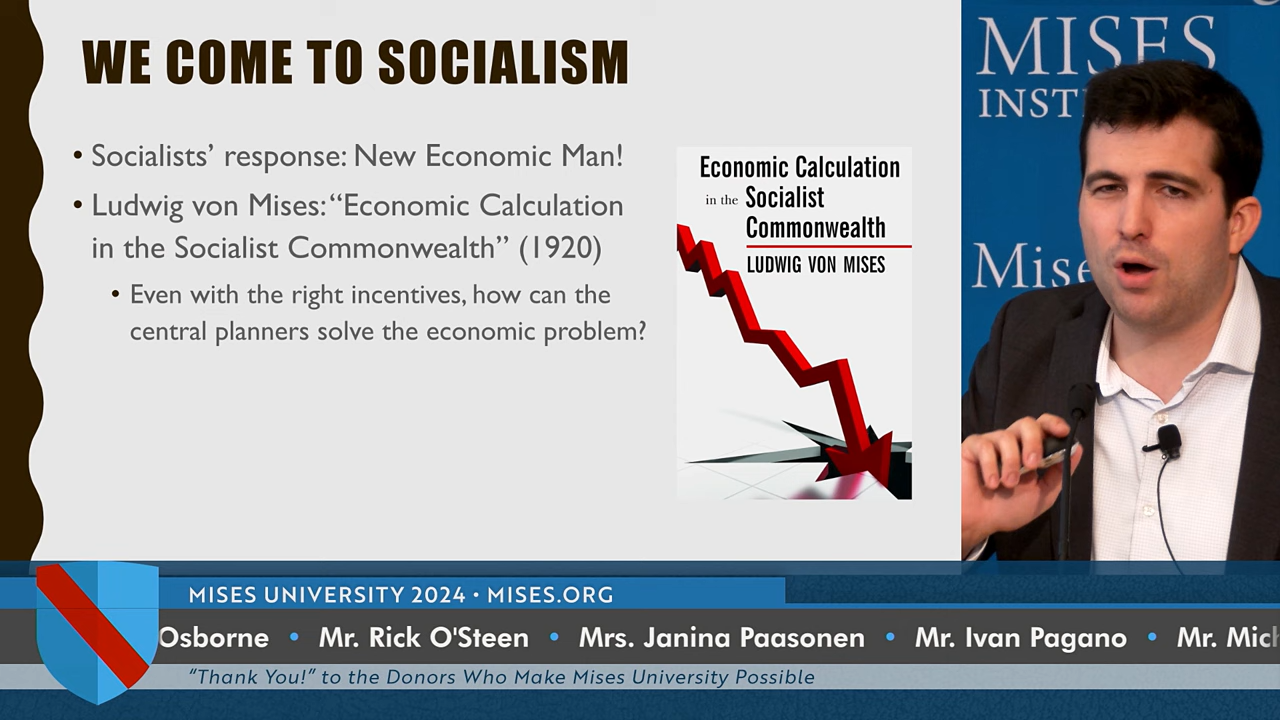 WE COME TO SOCIALISM
• Socialists’ response: New Economic Man!
• Ludwig von Mises: “Economic Calculation
in the Socialist Commonwealth” (1920)
• Even with the right incentives, how can the
central planners solve the economic problem?
Economic Calculation
in the Socialist
Commonwealth
LUDWIG VON MISES
MISES
INSTI
Mise
MISES UNIVERSITY 2024 • MISES.ORG
Osborne • Mr. Rick O'Steen • Mrs. Janina Paasonen • Mr. Ivan Pagano • Mr. Mich
“Thank You!” to the Donors Who Make Mises University Possible